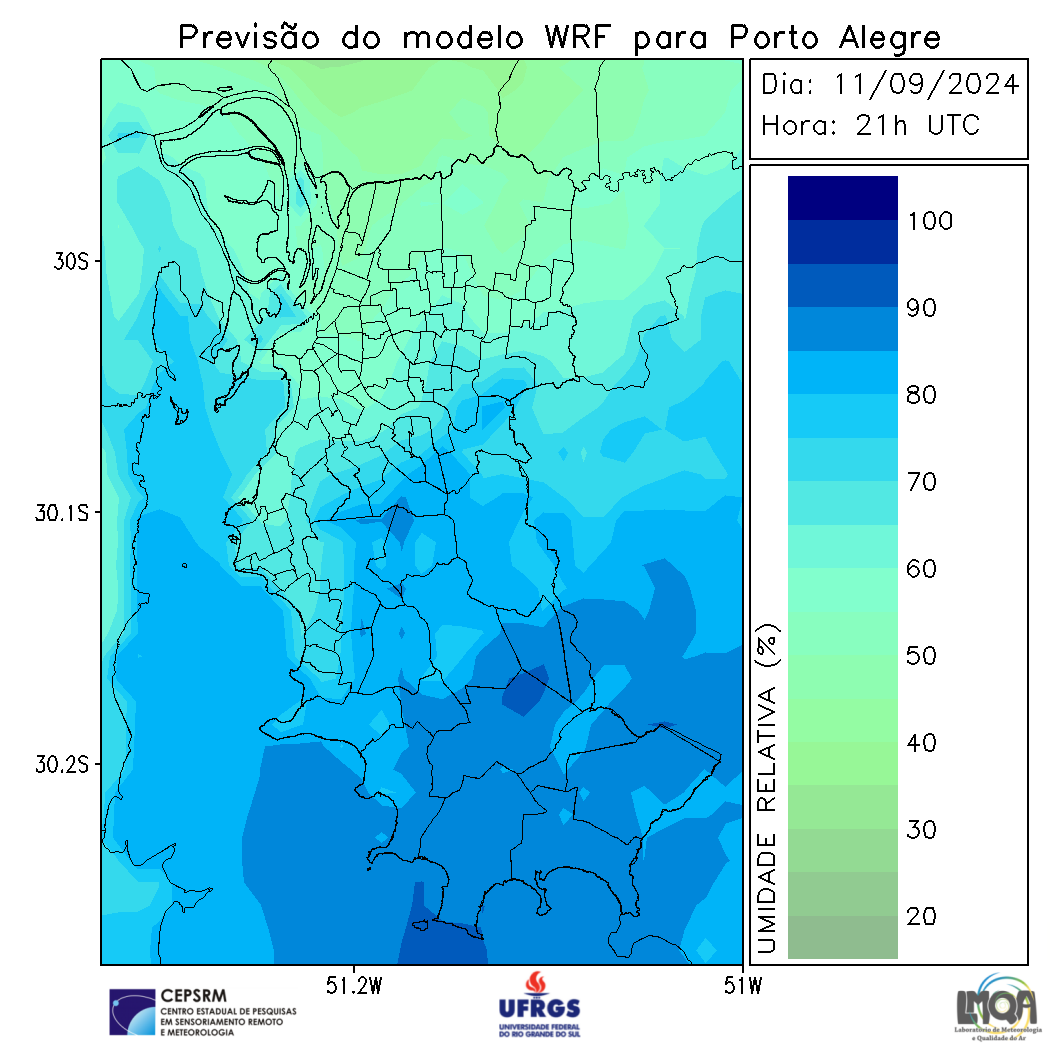 Previsão do modelo WRF para Porto Alegre
Dia: 11/09/2024
Hora: 21h UTC
30S
30.1S
30.2S
51.2W
51W
100
90
80
70
60
50
40
30
20
UMIDADE RELATIVA (%)
CEPSRM
CENTRO ESTADUAL DE PESQUISAS
EM SENSORIAMENTO REMOTO
E METEOROLOGIA
UFRGS
UNIVERSIDADE FEDERAL
DO RIO GRANDE DO SUL
LMQA
Laboratório de Meteorologia
e Qualidade do Ar